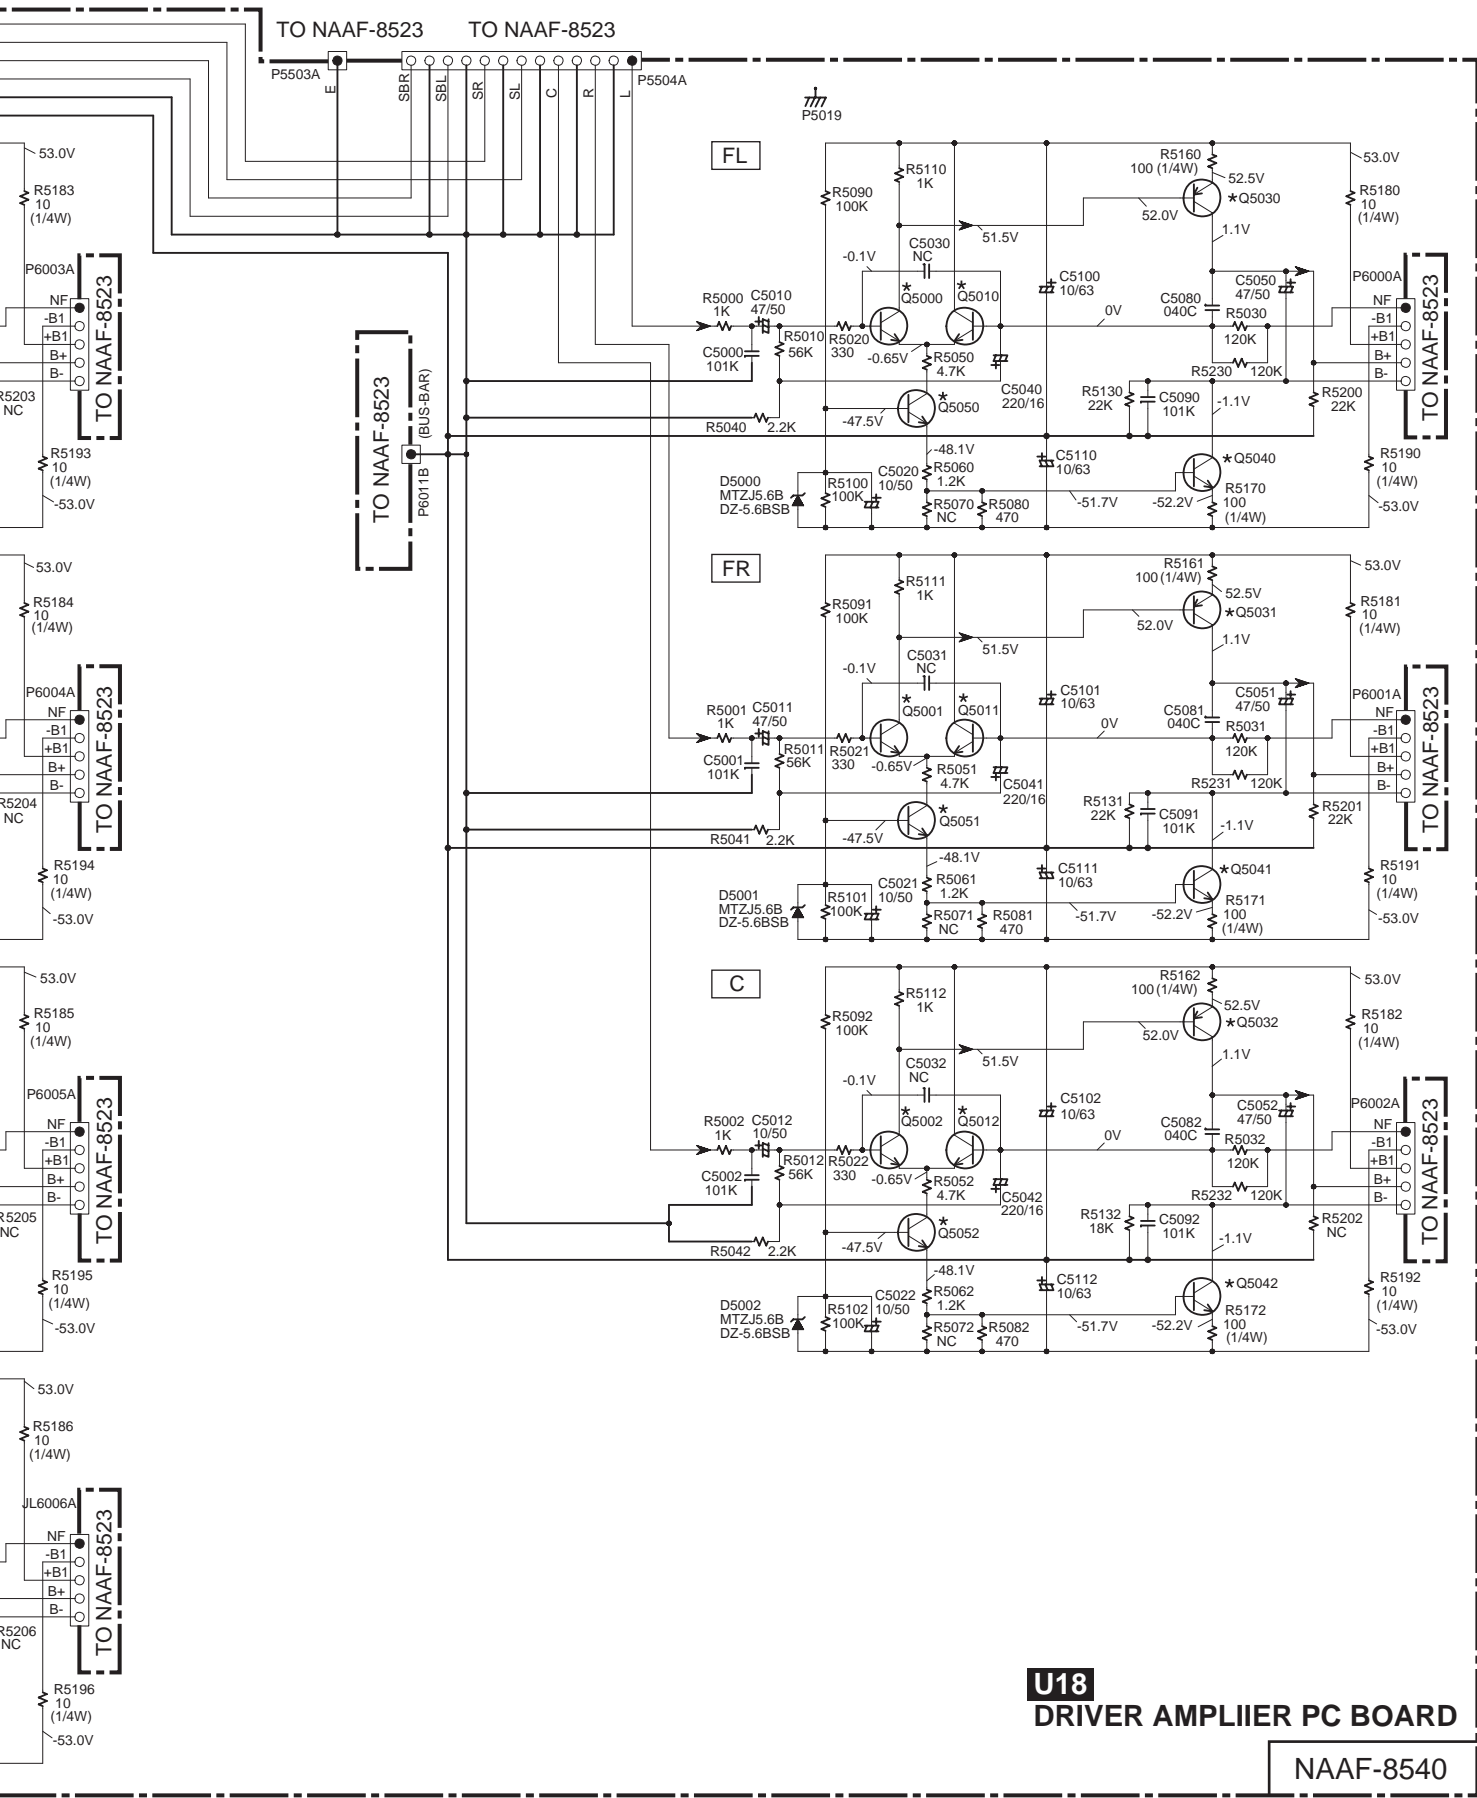 TO NAAF-8523
TO NAAF-8523
P5503A
E
SBR
SBL
SR
SL
C
R
L
P5504A
P5019
53.0V
R5183
10
(1/4W)
P6003A
NF
-B1
+B1
B+
B-
TO NAAF-8523
R5203
NC
R5193
10
(1/4W)
-53.0V
TO NAAF-8523
(BUS-BAR)
P6011B
FL
R5090
100K
R5110
1K
R5160
100 (1/4W)
52.5V
*Q5030
52.0V
51.5V
1.1V
53.0V
R5180
10
(1/4W)
-0.1V
C5030
NC
*
Q5000
*
Q5010
C5100
10/63
0V
C5080
040C
C5050
47/50
R5030
120K
R5230
120K
P6000A
NF
-B1
+B1
B+
B-
TO NAAF-8523
R5000
1K
C5010
47/50
C5000
101K
R5010
56K
R5020
330
-0.65V
R5050
4.7K
C5040
220/16
*
Q5050
-47.5V
R5040
2.2K
R5130
22K
C5090
101K
-1.1V
R5200
22K
-48.1V
C5110
10/63
*Q5040
D5000
MTZJ5.6B
DZ-5.6BSB
R5100
100K
C5020
10/50
R5060
1.2K
R5070
NC
R5080
470
-51.7V
-52.2V
R5170
100
(1/4W)
R5190
10
(1/4W)
-53.0V
53.0V
R5184
10
(1/4W)
P6004A
NF
-B1
+B1
B+
B-
TO NAAF-8523
R5204
NC
R5194
10
(1/4W)
-53.0V
FR
R5091
100K
R5111
1K
R5161
100 (1/4W)
52.5V
*Q5031
52.0V
51.5V
1.1V
53.0V
R5181
10
(1/4W)
-0.1V
C5031
NC
*
Q5001
*
Q5011
C5101
10/63
0V
C5081
040C
C5051
47/50
R5031
120K
R5231
120K
P6001A
NF
-B1
+B1
B+
B-
TO NAAF-8523
R5001
1K
C5011
47/50
C5001
101K
R5011
56K
R5021
330
-0.65V
R5051
4.7K
C5041
220/16
*
Q5051
-47.5V
R5041
2.2K
R5131
22K
C5091
101K
-1.1V
R5201
22K
-48.1V
C5111
10/63
*Q5041
D5001
MTZJ5.6B
DZ-5.6BSB
R5101
100K
C5021
10/50
R5061
1.2K
R5071
NC
R5081
470
-51.7V
-52.2V
R5171
100
(1/4W)
R5191
10
(1/4W)
-53.0V
53.0V
R5185
10
(1/4W)
P6005A
NF
-B1
+B1
B+
B-
TO NAAF-8523
R5205
NC
R5195
10
(1/4W)
-53.0V
C
R5092
100K
R5112
1K
R5162
100 (1/4W)
52.5V
*Q5032
52.0V
51.5V
1.1V
53.0V
R5182
10
(1/4W)
-0.1V
C5032
NC
*
Q5002
*
Q5012
C5102
10/63
0V
C5082
040C
C5052
47/50
R5032
120K
R5232
120K
P6002A
NF
-B1
+B1
B+
B-
TO NAAF-8523
R5002
1K
C5012
10/50
C5002
101K
R5012
56K
R5022
330
-0.65V
R5052
4.7K
C5042
220/16
*
Q5052
-47.5V
R5042
2.2K
R5132
18K
C5092
101K
-1.1V
R5202
NC
-48.1V
C5112
10/63
*Q5042
D5002
MTZJ5.6B
DZ-5.6BSB
R5102
100K
C5022
10/50
R5062
1.2K
R5072
NC
R5082
470
-51.7V
-52.2V
R5172
100
(1/4W)
R5192
10
(1/4W)
-53.0V
53.0V
R5186
10
(1/4W)
JL6006A
NF
-B1
+B1
B+
B-
TO NAAF-8523
R5206
NC
R5196
10
(1/4W)
-53.0V
U18
DRIVER AMPLIIER PC BOARD
NAAF-8540